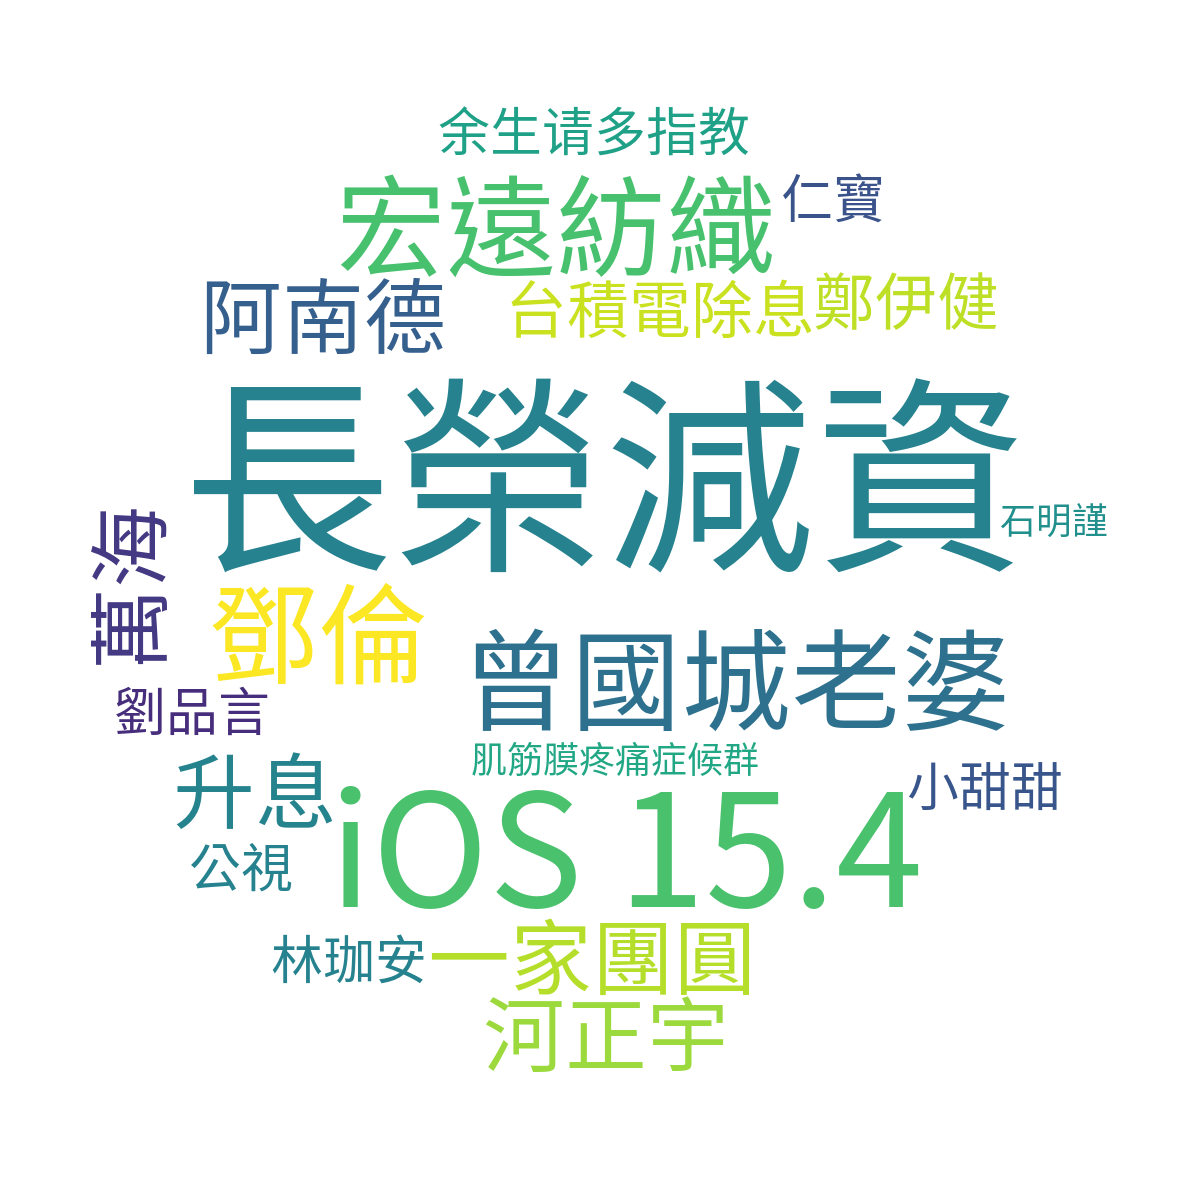 余生请多指教
宏遠紡織
仁寶
阿南德
台積電除息
鄭伊健
長榮減資
石明謹
萬海
鄧倫
曾國城老婆
劉品言
肌筋膜疼痛症候群
升息
iOS 15.4
小甜甜
公視
林珈安
一家團圓
河正宇